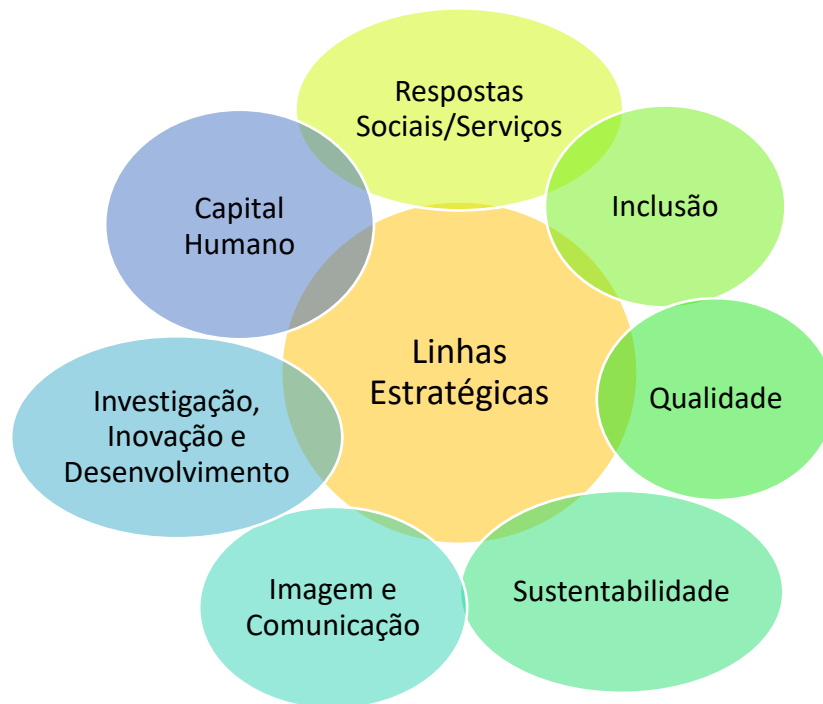 Respostas
Sociais/Serviços
Inclusão
Qualidade
Sustentabilidade
Imagem e
Comunicação
Investigação,
Inovação e
Desenvolvimento
Capital
Humano
Linhas
Estratégicas